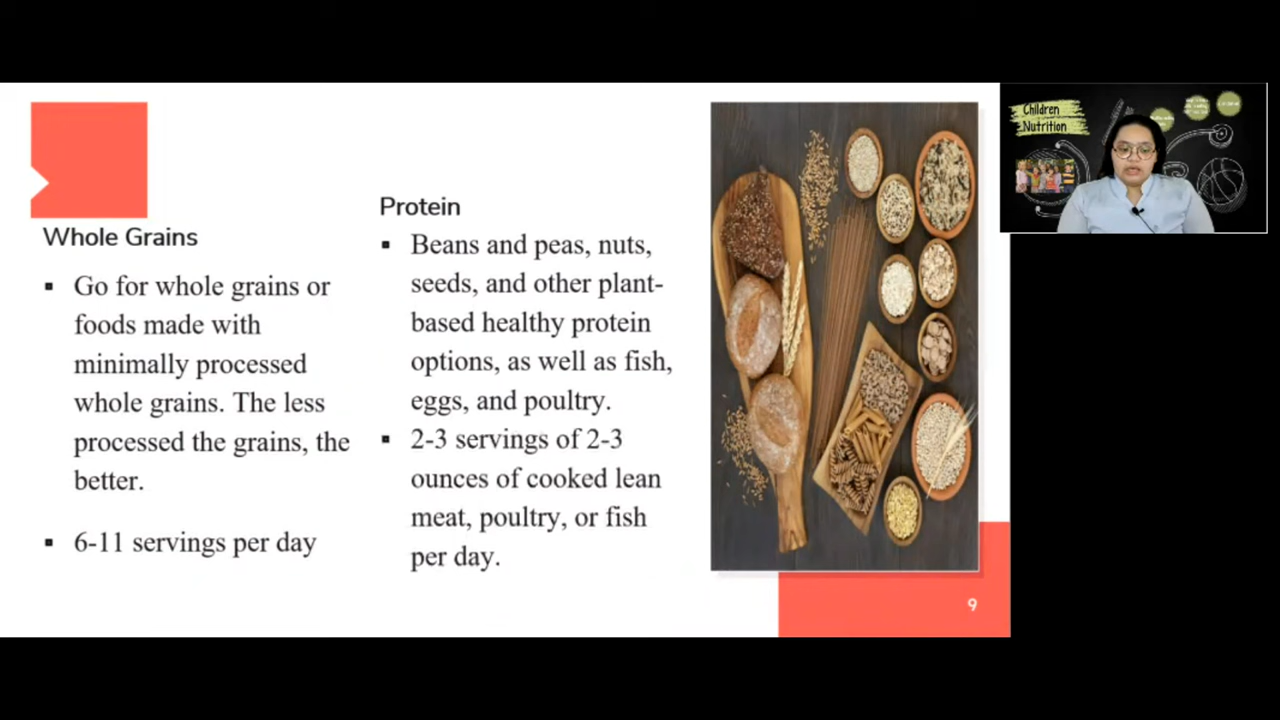 Whole Grains
▪ Go for whole grains or
foods made with
minimally processed
whole grains. The less
processed the grains, the
better.
▪ 6-11 servings per day
Protein
▪ Beans and peas, nuts,
seeds, and other plant-
based healthy protein
options, as well as fish,
eggs, and poultry.
▪ 2-3 servings of 2-3
ounces of cooked lean
meat, poultry, or fish
per day.
9
Children
Nutrition